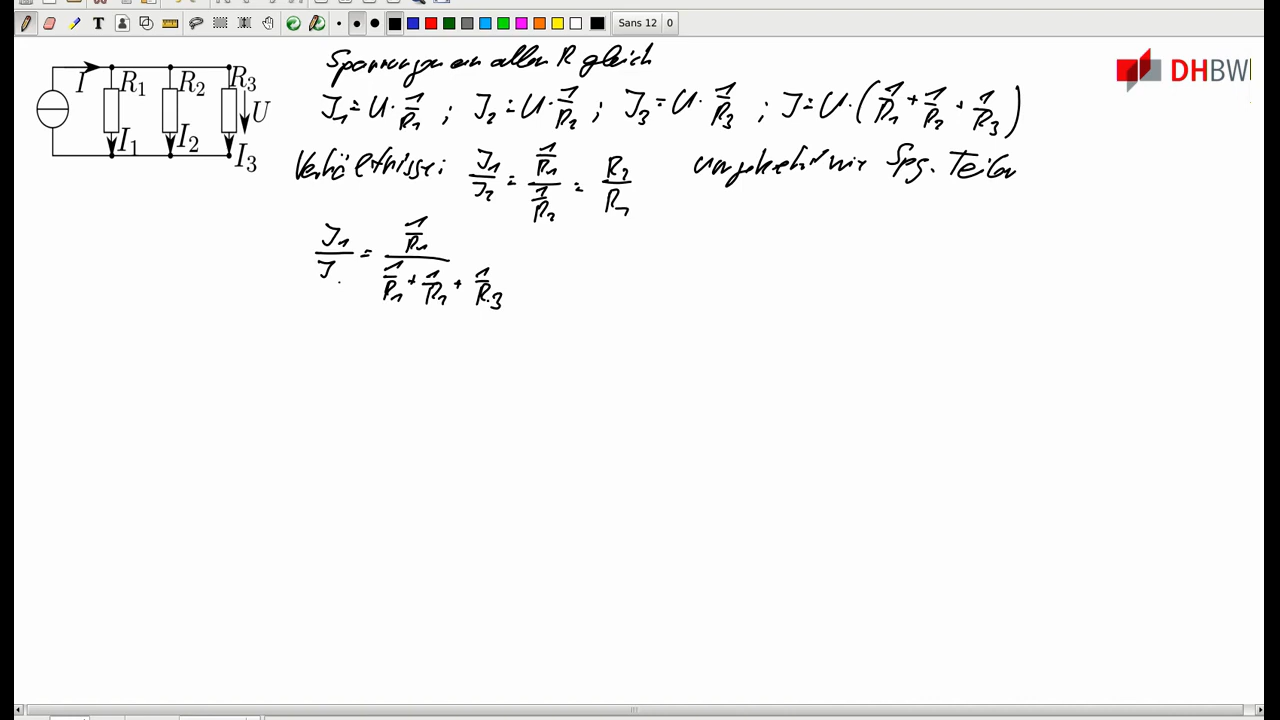 Sans 12 0
Spannungen an allen R gleich
DHBW
I R₁ R₂ R₃ U I₁ I₂ I₃
I₁ = U · 1/R₁ ; I₂ = U · 1/R₂ ; I₃ = U · 1/R₃ ; I = U · (1/R₁ + 1/R₂ + 1/R₃)
Verhältnisse: I₁/I₂ = (1/R₁)/(1/R₂) = R₂/R₁ umgekehrt wie Spg. Teiler
I₁/I = (1/R₁)/(1/R₁ + 1/R₂ + 1/R₃)